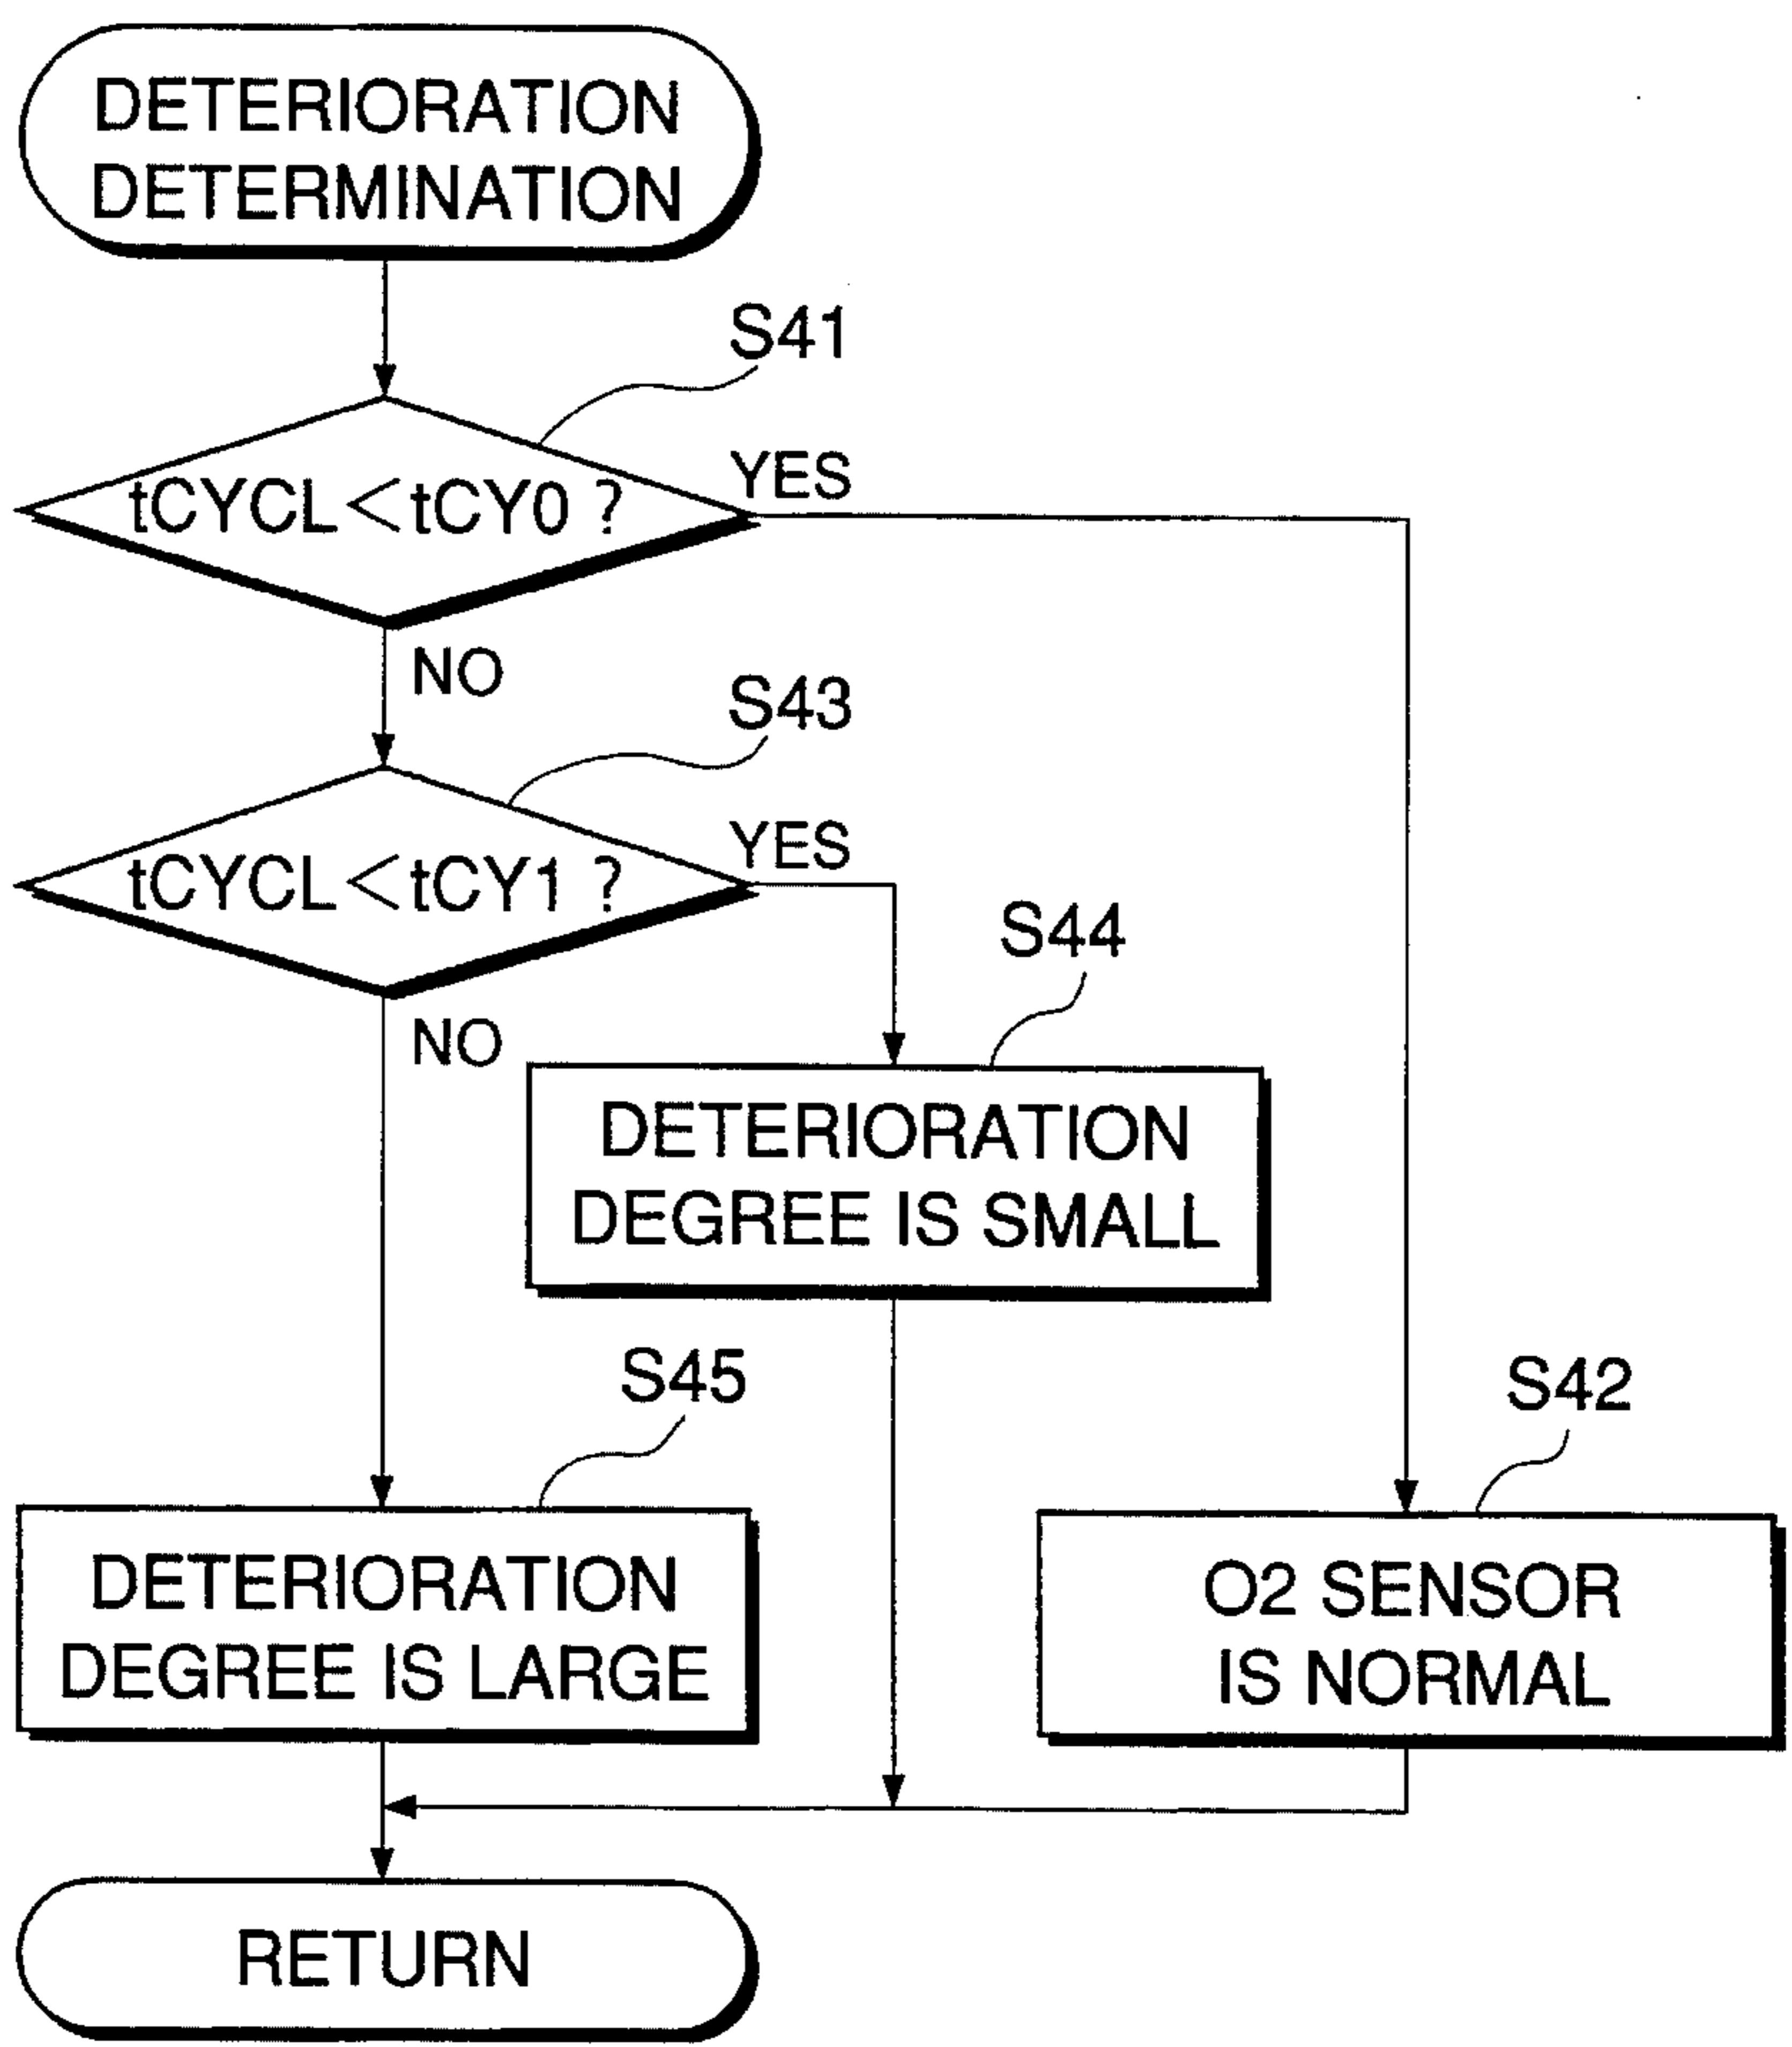 DETERIORATION
DETERMINATION
S41
tCYCL<tCY0 ?
YES
NO
S43
tCYCL<tCY1 ?
YES
NO
S44
DETERIORATION
DEGREE IS SMALL
S45
DETERIORATION
DEGREE IS LARGE
S42
O2 SENSOR
IS NORMAL
RETURN